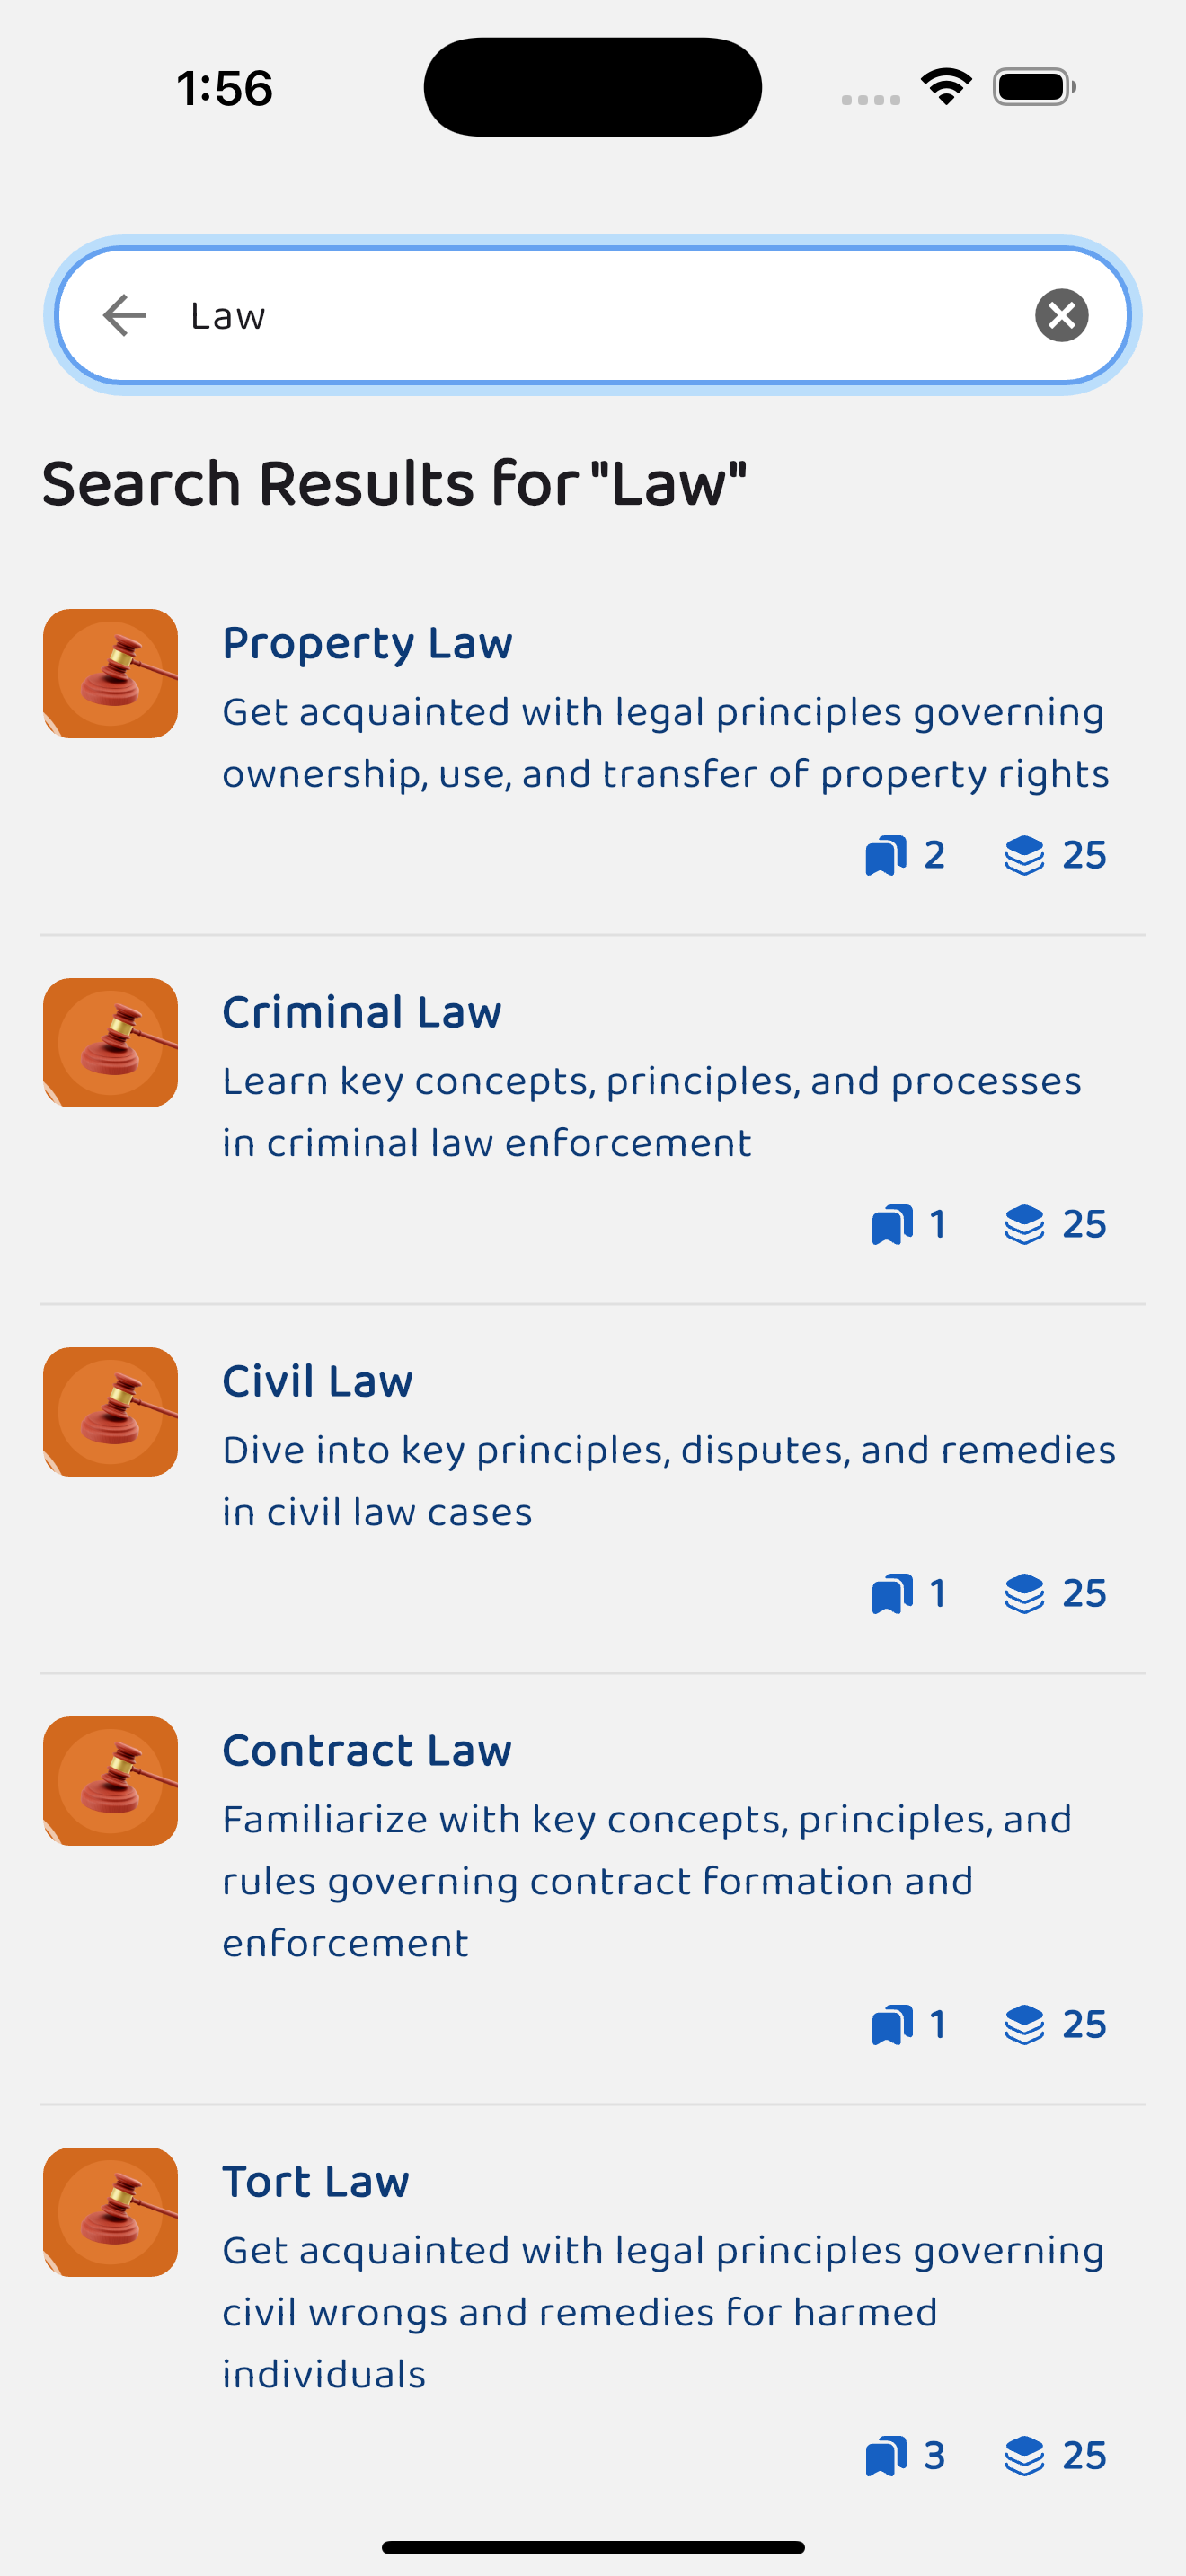 1:56
Law
Search Results for "Law"
Property Law
Get acquainted with legal principles governing
ownership, use, and transfer of property rights
2 25
Criminal Law
Learn key concepts, principles, and processes
in criminal law enforcement
1 25
Civil Law
Dive into key principles, disputes, and remedies
in civil law cases
1 25
Contract Law
Familiarize with key concepts, principles, and
rules governing contract formation and
enforcement
1 25
Tort Law
Get acquainted with legal principles governing
civil wrongs and remedies for harmed
individuals
3 25